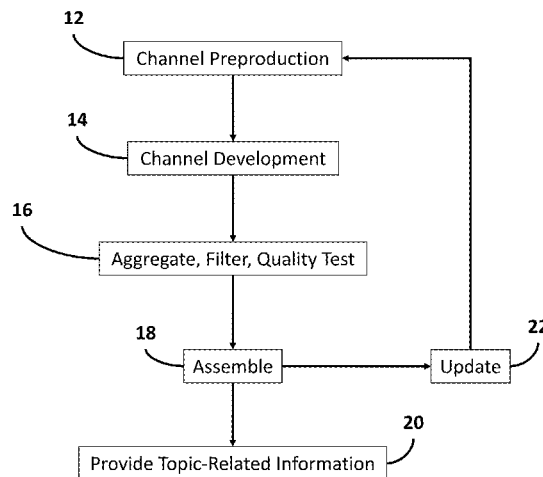 12
Channel Preproduction
14
Channel Development
16
Aggregate, Filter, Quality Test
18
Assemble
22
Update
20
Provide Topic-Related Information